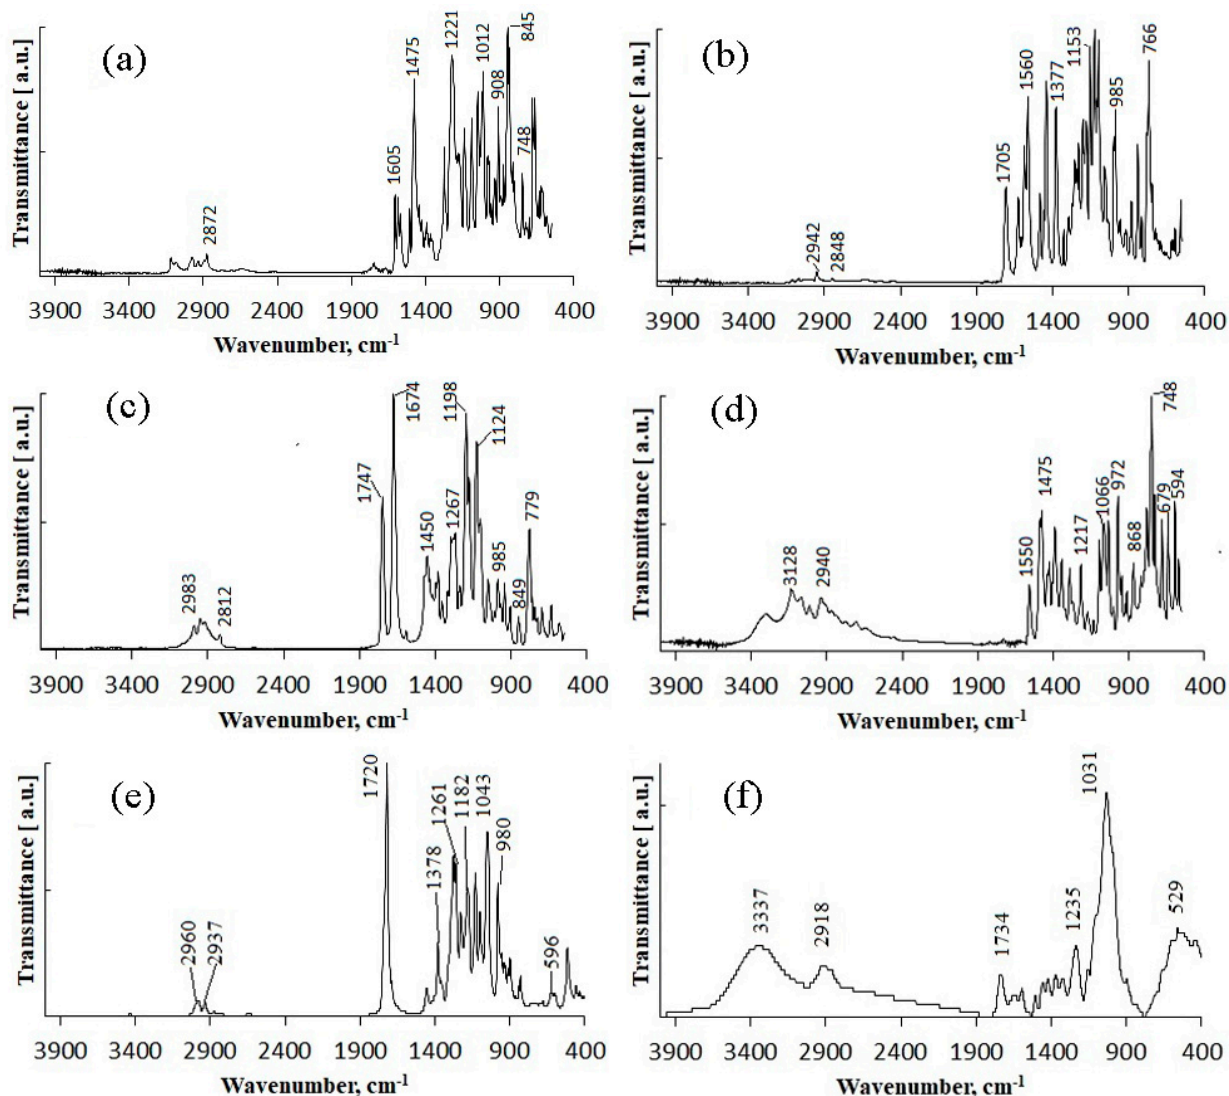 (a)
Transmittance [ a.u.]
1605
1475
1221
1012
908
845
748
2872
3900 3400 2900 2400 1900 1400 900 400
Wavenumber, cm-1
(b)
Transmittance [ a.u.]
2942
2848
1705
1560
1377
1153
985
766
3900 3400 2900 2400 1900 1400 900 400
Wavenumber, cm-1
(c)
Transmittance [ a.u.]
2983
2812
1747
1674
1450
1267
1198
1124
985
849
779
3900 3400 2900 2400 1900 1400 900 400
Wavenumber, cm-1
(d)
Transmittance [ a.u.]
3128
2940
1550
1475
1217
1066
972
868
748
679
594
3900 3400 2900 2400 1900 1400 900 400
Wavenumber, cm-1
(e)
Transmittance [ a.u.]
2960
2937
1720
1378
1261
1182
1043
980
596
3900 3400 2900 2400 1900 1400 900 400
Wavenumber, cm-1
(f)
Transmittance [ a.u.]
3337
2918
1734
1235
1031
529
3900 3400 2900 2400 1900 1400 900 400
Wavenumber, cm-1